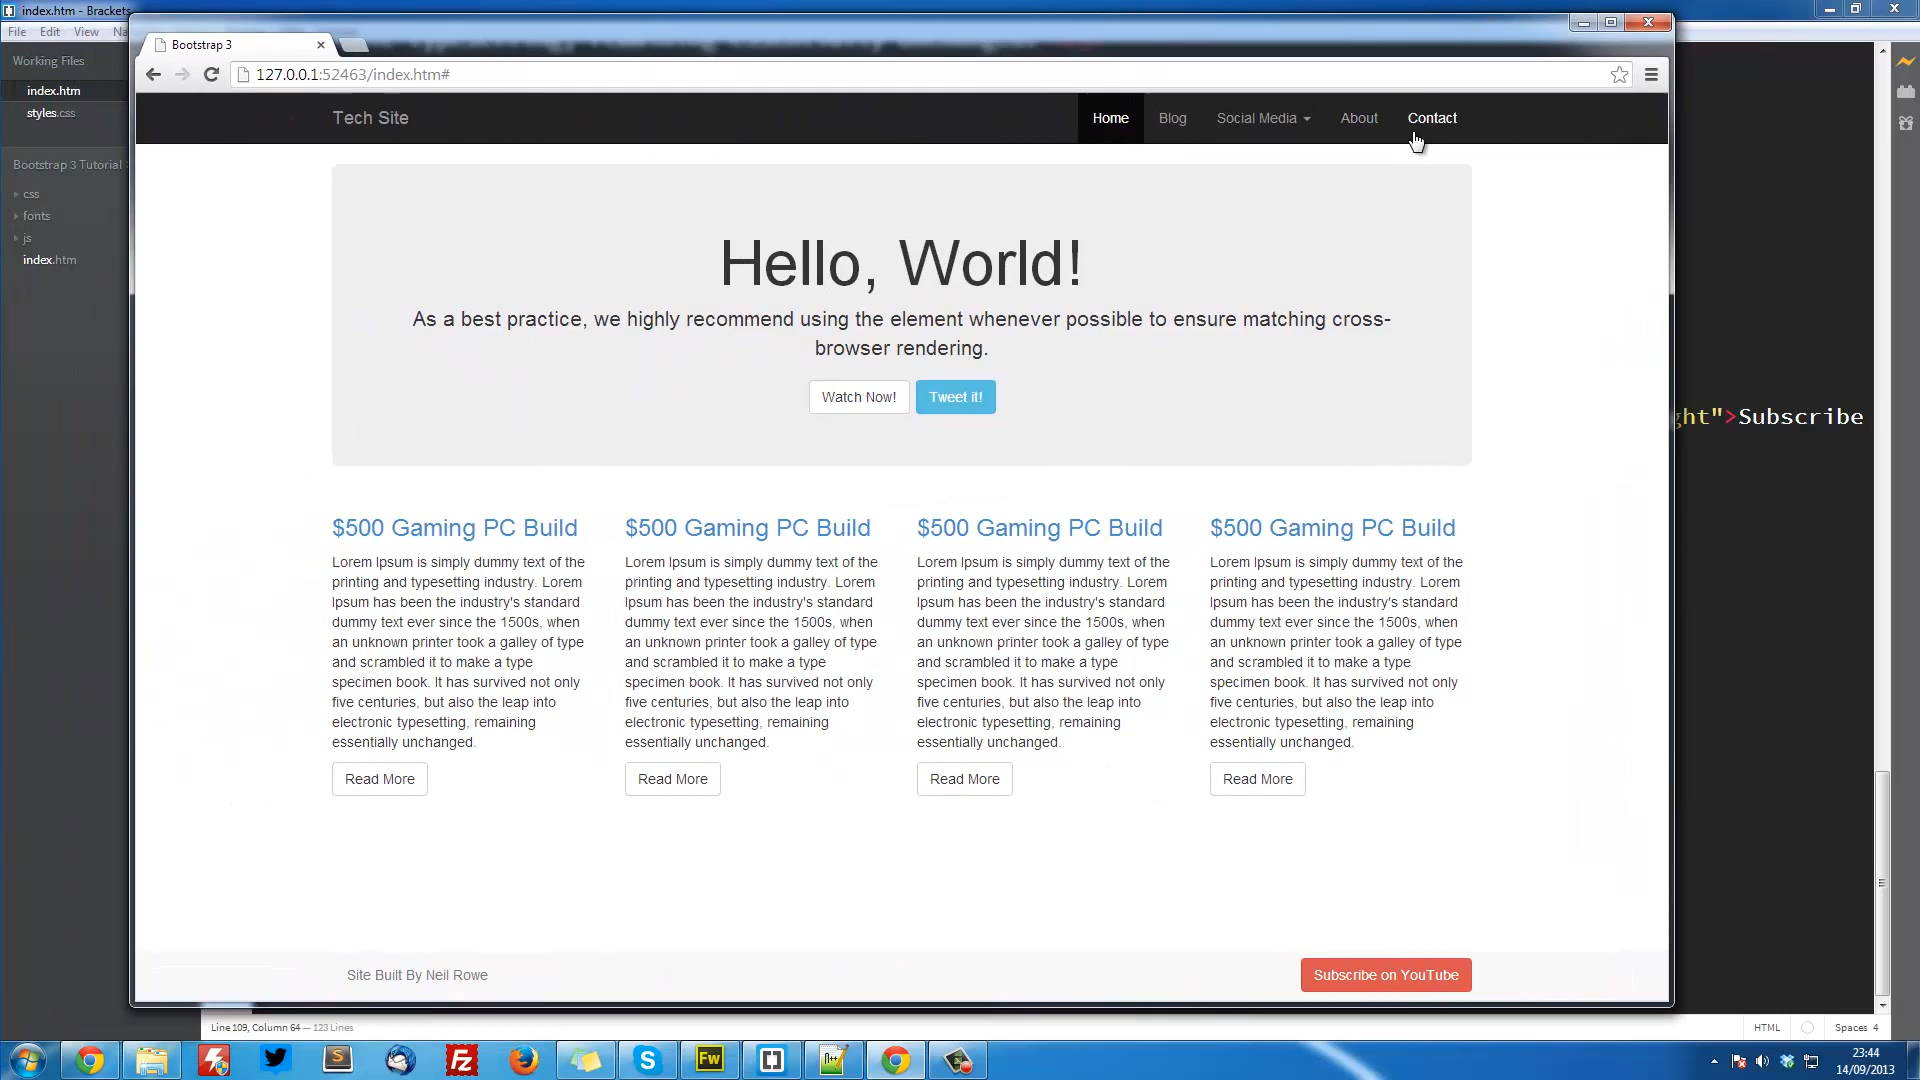 index.htm - Brackets
File Edit View Na
Working Files
index.htm
styles.css
Bootstrap 3 Tutorial
css
fonts
js
index.htm
Bootstrap 3
127.0.0.1:52463/index.htm#
Tech Site
Home Blog Social Media About Contact
Hello, World!
As a best practice, we highly recommend using the element whenever possible to ensure matching cross-
browser rendering.
Watch Now! Tweet it!
$500 Gaming PC Build
Lorem Ipsum is simply dummy text of the
printing and typesetting industry. Lorem
Ipsum has been the industry's standard
dummy text ever since the 1500s, when
an unknown printer took a galley of type
and scrambled it to make a type
specimen book. It has survived not only
five centuries, but also the leap into
electronic typesetting, remaining
essentially unchanged.
Read More
$500 Gaming PC Build
Lorem Ipsum is simply dummy text of the
printing and typesetting industry. Lorem
Ipsum has been the industry's standard
dummy text ever since the 1500s, when
an unknown printer took a galley of type
and scrambled it to make a type
specimen book. It has survived not only
five centuries, but also the leap into
electronic typesetting, remaining
essentially unchanged.
Read More
$500 Gaming PC Build
Lorem Ipsum is simply dummy text of the
printing and typesetting industry. Lorem
Ipsum has been the industry's standard
dummy text ever since the 1500s, when
an unknown printer took a galley of type
and scrambled it to make a type
specimen book. It has survived not only
five centuries, but also the leap into
electronic typesetting, remaining
essentially unchanged.
Read More
$500 Gaming PC Build
Lorem Ipsum is simply dummy text of the
printing and typesetting industry. Lorem
Ipsum has been the industry's standard
dummy text ever since the 1500s, when
an unknown printer took a galley of type
and scrambled it to make a type
specimen book. It has survived not only
five centuries, but also the leap into
electronic typesetting, remaining
essentially unchanged.
Read More
Site Built By Neil Rowe
Subscribe on YouTube
ght">Subscribe
Line 109, Column 64 — 123 Lines
HTML Spaces 4
Fz
Fw
23:44
14/09/2013